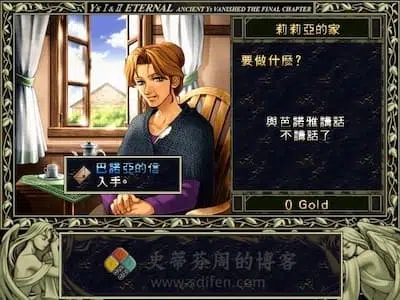 Ys I & II ETERNAL ANCIENT Ys VANISHED THE FINAL CHAPTER
莉莉亞的家
要做什麼?
與芭諾雅講話
不講話了
巴諾亞的信
入手。
0 Gold
史蒂芬周的博客
www.sdifen.com